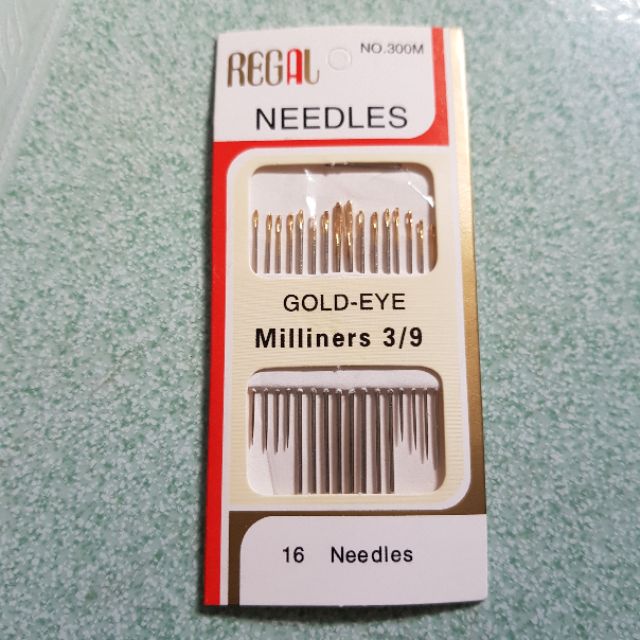 REGAL
NO.300M
NEEDLES
GOLD-EYE
Milliners 3/9
16 Needles